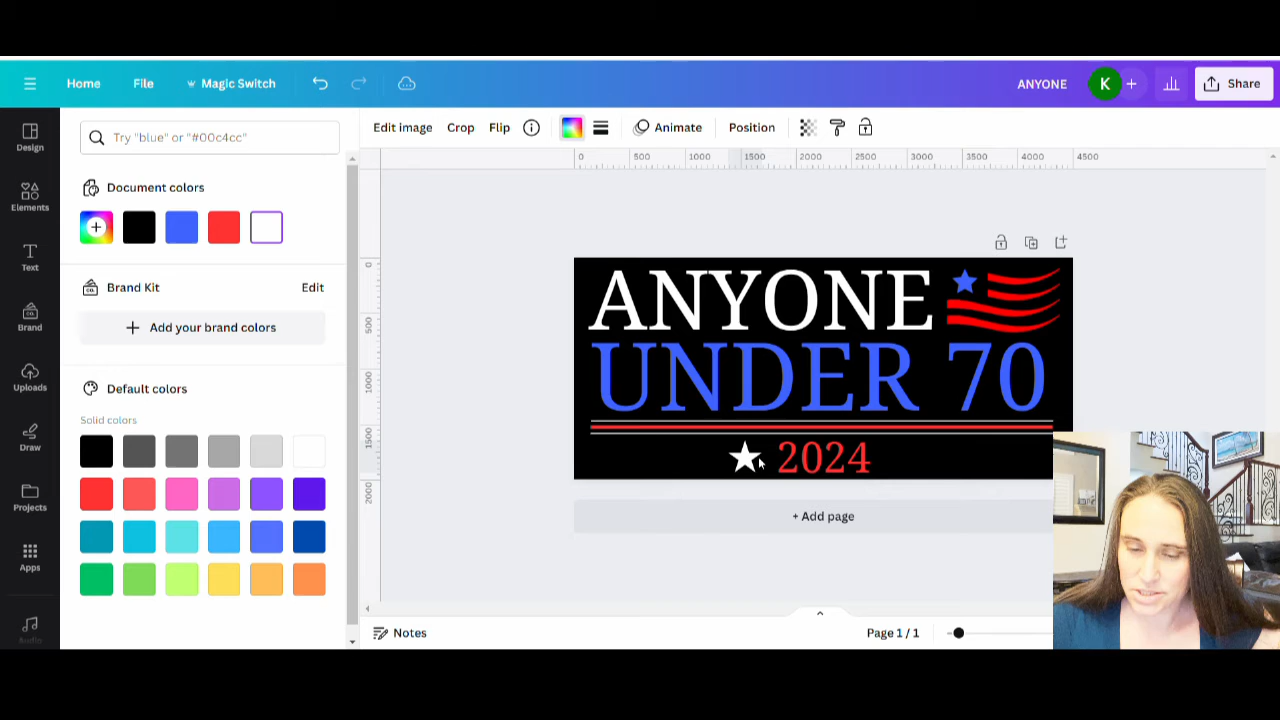 Home File Magic Switch ANYONE K + Share
Design
Elements
Text
Brand
Uploads
Draw
Projects
Apps
Audio
Try "blue" or "#00c4cc"
Document colors
+
Brand Kit Edit
+ Add your brand colors
Default colors
Solid colors
Edit image Crop Flip Animate Position
0 500 1000 1500 2000 2500 3000 3500 4000 4500
0
500
1000
1500
2000
ANYONE
UNDER 70
2024
+ Add page
Notes Page 1 / 1